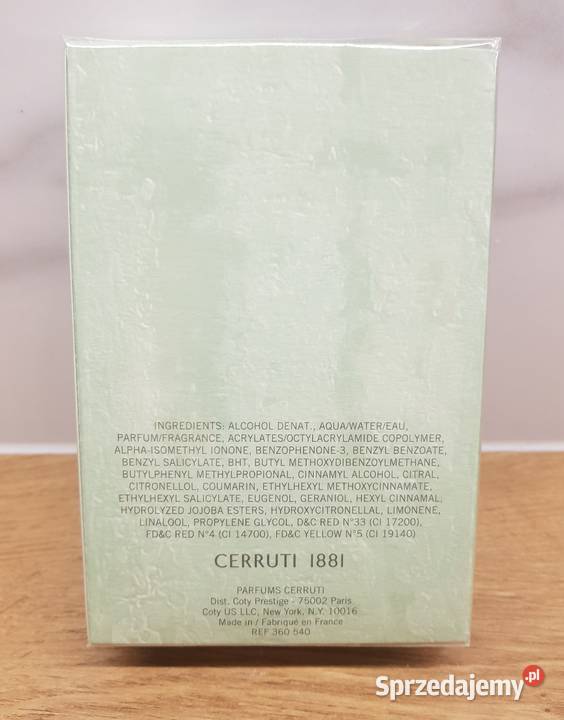 INGREDIENTS: ALCOHOL DENAT., AQUA/WATER/EAU,
PARFUM/FRAGRANCE, ACRYLATES/OCTYLACRYLAMIDE COPOLYMER,
ALPHA-ISOMETHYL IONONE, BENZOPHENONE-3, BENZYL BENZOATE,
BENZYL SALICYLATE, BHT, BUTYL METHOXYDIBENZOYLMETHANE,
BUTYLPHENYL METHYLPROPIONAL, CINNAMYL ALCOHOL, CITRAL,
CITRONELLOL, COUMARIN, ETHYLHEXYL METHOXYCINNAMATE,
ETHYLHEXYL SALICYLATE, EUGENOL, GERANIOL, HEXYL CINNAMAL,
HYDROLYZED JOJOBA ESTERS, HYDROXYCITRONELLAL, LIMONENE,
LINALOOL, PROPYLENE GLYCOL, D&C RED N°33 (CI 17200),
FD&C RED N°4 (CI 14700), FD&C YELLOW N°5 (CI 19140)
CERRUTI 1881
PARFUMS CERRUTI
Dist. Coty Prestige - 75002 Paris
Coty US LLC, New York, N.Y. 10016
Made in / Fabriqué en France
REF 360 540
Sprzedajemy.pl